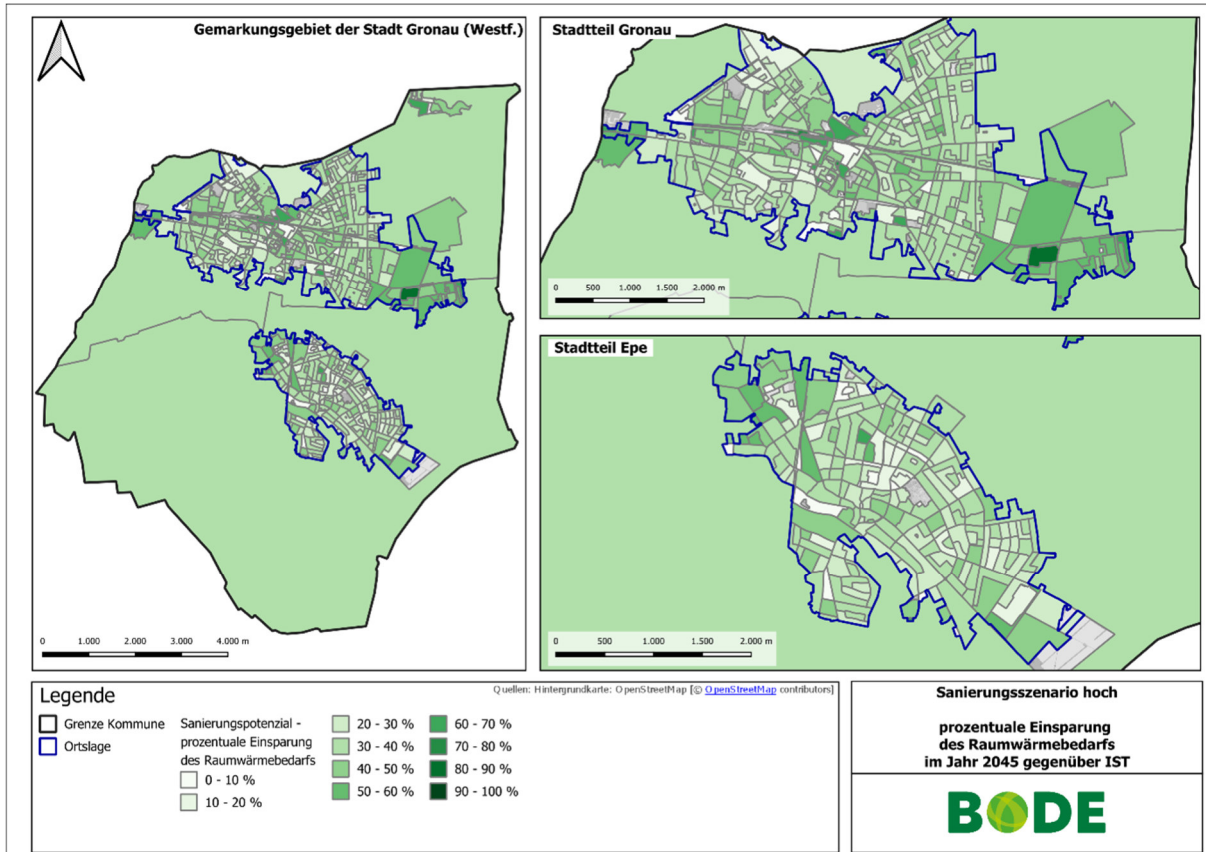 Gemarkungsgebiet der Stadt Gronau (Westf.)
0 1.000 2.000 3.000 4.000 m
Stadtteil Gronau
0 500 1.000 1.500 2.000 m
Stadtteil Epe
0 500 1.000 1.500 2.000 m
Quellen: Hintergrundkarte: OpenStreetMap [© OpenStreetMap contributors]
Legende
Grenze Kommune
Ortslage
Sanierungspotenzial -
prozentuale Einsparung
des Raumwärmebedarfs
0 - 10 %
10 - 20 %
20 - 30 %
30 - 40 %
40 - 50 %
50 - 60 %
60 - 70 %
70 - 80 %
80 - 90 %
90 - 100 %
Sanierungsszenario hoch
prozentuale Einsparung
des Raumwärmebedarfs
im Jahr 2045 gegenüber IST
BODE